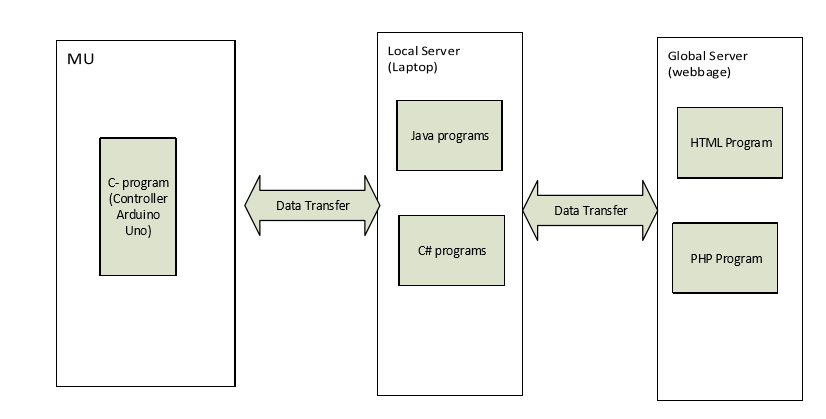 MU
C- program
(Controller
Arduino
Uno)
Data Transfer
Local Server
(Laptop)
Java programs
C# programs
Data Transfer
Global Server
(webbage)
HTML Program
PHP Program